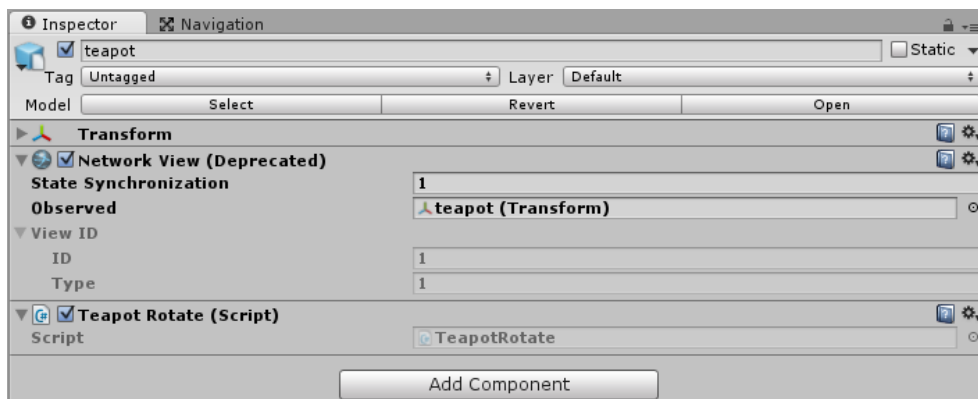 Inspector Navigation
teapot Static
Tag Untagged Layer Default
Model Select Revert Open
Transform
Network View (Deprecated)
State Synchronization 1
Observed teapot (Transform)
View ID
ID 1
Type 1
Teapot Rotate (Script)
Script TeapotRotate
Add Component